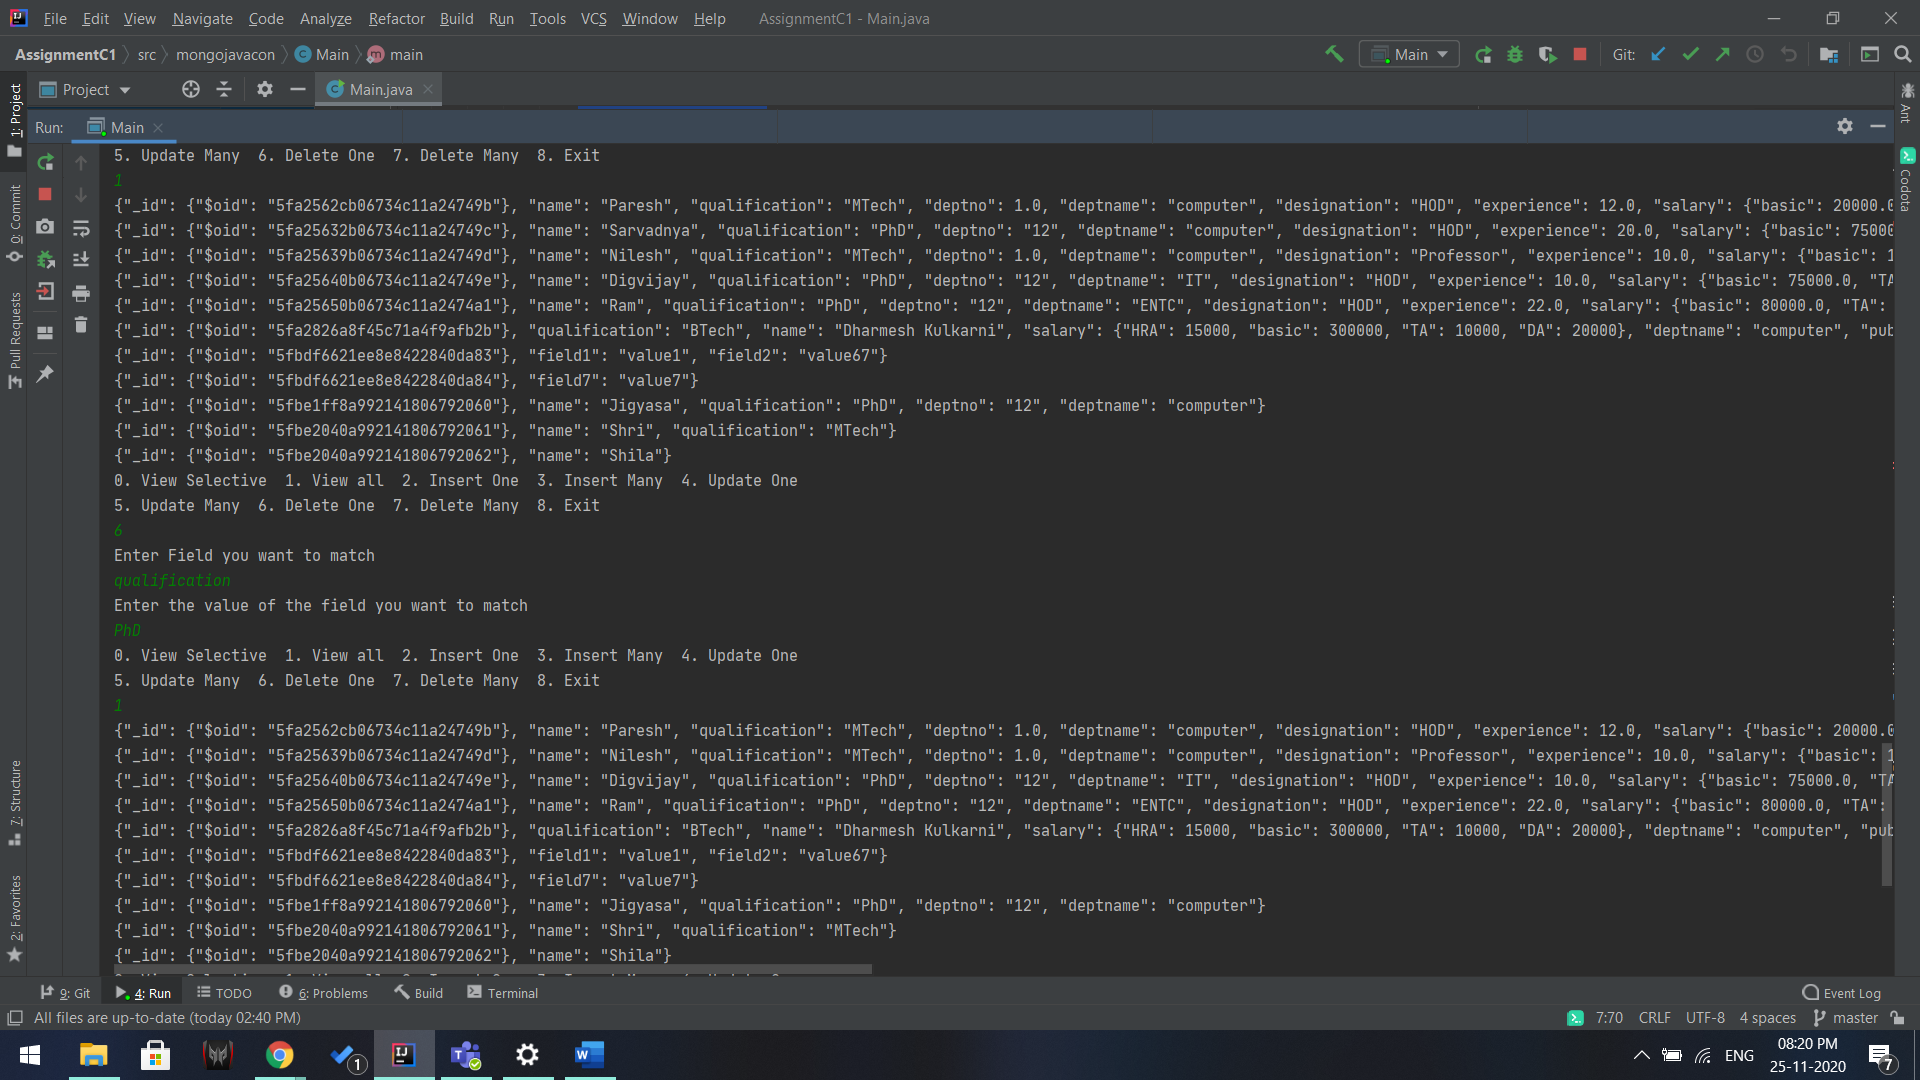 File Edit View Navigate Code Analyze Refactor Build Run Tools VCS Window Help AssignmentC1 - Main.java
AssignmentC1 src mongojavacon Main main Main Git:
Project Main.java
Run: Main
5. Update Many 6. Delete One 7. Delete Many 8. Exit
1
{"_id": {"$oid": "5fa2562cb06734c11a24749b"}, "name": "Paresh", "qualification": "MTech", "deptno": 1.0, "deptname": "computer", "designation": "HOD", "experience": 12.0, "salary": {"basic": 20000.0
{"_id": {"$oid": "5fa25632b06734c11a24749c"}, "name": "Sarvadnya", "qualification": "PhD", "deptno": "12", "deptname": "computer", "designation": "HOD", "experience": 20.0, "salary": {"basic": 75000
{"_id": {"$oid": "5fa25639b06734c11a24749d"}, "name": "Nilesh", "qualification": "MTech", "deptno": 1.0, "deptname": "computer", "designation": "Professor", "experience": 10.0, "salary": {"basic": 1
{"_id": {"$oid": "5fa25640b06734c11a24749e"}, "name": "Digvijay", "qualification": "PhD", "deptno": "12", "deptname": "IT", "designation": "HOD", "experience": 10.0, "salary": {"basic": 75000.0, "TA
{"_id": {"$oid": "5fa25650b06734c11a2474a1"}, "name": "Ram", "qualification": "PhD", "deptno": "12", "deptname": "ENTC", "designation": "HOD", "experience": 22.0, "salary": {"basic": 80000.0, "TA":
{"_id": {"$oid": "5fa2826a8f45c71a4f9afb2b"}, "qualification": "BTech", "name": "Dharmesh Kulkarni", "salary": {"HRA": 15000, "basic": 300000, "TA": 10000, "DA": 20000}, "deptname": "computer", "pub
{"_id": {"$oid": "5fbdf6621ee8e8422840da83"}, "field1": "value1", "field2": "value67"}
{"_id": {"$oid": "5fbdf6621ee8e8422840da84"}, "field7": "value7"}
{"_id": {"$oid": "5fbe1ff8a992141806792060"}, "name": "Jigyasa", "qualification": "PhD", "deptno": "12", "deptname": "computer"}
{"_id": {"$oid": "5fbe2040a992141806792061"}, "name": "Shri", "qualification": "MTech"}
{"_id": {"$oid": "5fbe2040a992141806792062"}, "name": "Shila"}
0. View Selective 1. View all 2. Insert One 3. Insert Many 4. Update One
5. Update Many 6. Delete One 7. Delete Many 8. Exit
6
Enter Field you want to match
qualification
Enter the value of the field you want to match
PhD
0. View Selective 1. View all 2. Insert One 3. Insert Many 4. Update One
5. Update Many 6. Delete One 7. Delete Many 8. Exit
1
{"_id": {"$oid": "5fa2562cb06734c11a24749b"}, "name": "Paresh", "qualification": "MTech", "deptno": 1.0, "deptname": "computer", "designation": "HOD", "experience": 12.0, "salary": {"basic": 20000.0
{"_id": {"$oid": "5fa25639b06734c11a24749d"}, "name": "Nilesh", "qualification": "MTech", "deptno": 1.0, "deptname": "computer", "designation": "Professor", "experience": 10.0, "salary": {"basic": 1
{"_id": {"$oid": "5fa25640b06734c11a24749e"}, "name": "Digvijay", "qualification": "PhD", "deptno": "12", "deptname": "IT", "designation": "HOD", "experience": 10.0, "salary": {"basic": 75000.0, "TA
{"_id": {"$oid": "5fa25650b06734c11a2474a1"}, "name": "Ram", "qualification": "PhD", "deptno": "12", "deptname": "ENTC", "designation": "HOD", "experience": 22.0, "salary": {"basic": 80000.0, "TA":
{"_id": {"$oid": "5fa2826a8f45c71a4f9afb2b"}, "qualification": "BTech", "name": "Dharmesh Kulkarni", "salary": {"HRA": 15000, "basic": 300000, "TA": 10000, "DA": 20000}, "deptname": "computer", "pub
{"_id": {"$oid": "5fbdf6621ee8e8422840da83"}, "field1": "value1", "field2": "value67"}
{"_id": {"$oid": "5fbdf6621ee8e8422840da84"}, "field7": "value7"}
{"_id": {"$oid": "5fbe1ff8a992141806792060"}, "name": "Jigyasa", "qualification": "PhD", "deptno": "12", "deptname": "computer"}
{"_id": {"$oid": "5fbe2040a992141806792061"}, "name": "Shri", "qualification": "MTech"}
{"_id": {"$oid": "5fbe2040a992141806792062"}, "name": "Shila"}
1: Project
0: Commit
Pull Requests
7: Structure
2: Favorites
Ant
Codota
9: Git 4: Run TODO 6: Problems Build Terminal Event Log
All files are up-to-date (today 02:40 PM) 7:70 CRLF UTF-8 4 spaces master
1 ENG 08:20 PM
25-11-2020 7